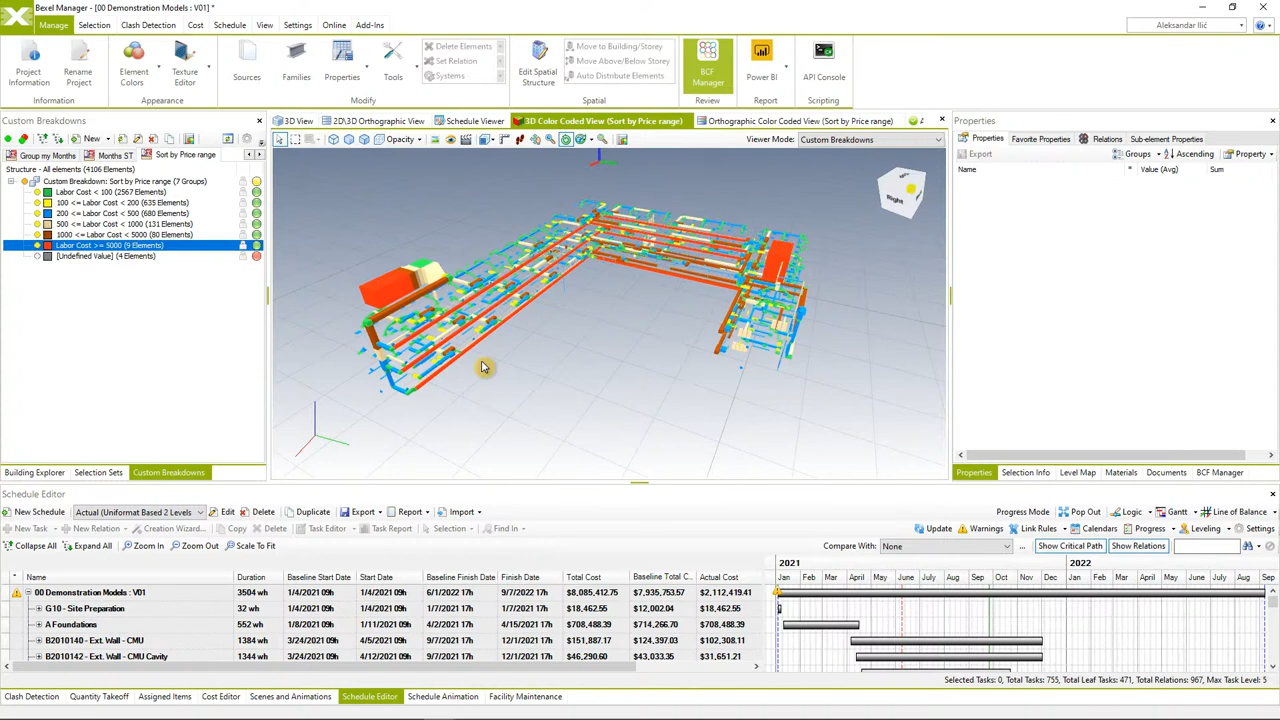 Bexel Manager - [00 Demonstration Models : V01] *
Manage Selection Clash Detection Cost Schedule View Settings Online Add-Ins
Aleksandar Ilić
Project Information
Rename Project
Information
Element Colors
Texture Editor
Appearance
Sources
Families
Properties
Tools
Delete Elements
Set Relation
Systems
Modify
Edit Spatial Structure
Move to Building/Storey
Move Above/Below Storey
Auto Distribute Elements
Spatial
BCF Manager
Review
Power BI
Report
API Console
Scripting
Custom Breakdowns
New
Group my Months
Months ST
Sort by Price range
Structure - All elements (4106 Elements)
Custom Breakdown: Sort by Price range (7 Groups)
Labor Cost < 100 (2567 Elements)
100 <= Labor Cost < 200 (635 Elements)
200 <= Labor Cost < 500 (680 Elements)
500 <= Labor Cost < 1000 (131 Elements)
1000 <= Labor Cost < 5000 (80 Elements)
Labor Cost >= 5000 (9 Elements)
[Undefined Value] (4 Elements)
Building Explorer Selection Sets Custom Breakdowns
3D View 2D\3D Orthographic View Schedule Viewer 3D Color Coded View (Sort by Price range) Orthographic Color Coded View (Sort by Price range)
Opacity
Viewer Mode: Custom Breakdowns
Right
Properties
Properties Favorite Properties Relations Sub-element Properties
Export Groups Ascending Property
Name * Value (Avg) Sum
Properties Selection Info Level Map Materials Documents BCF Manager
Schedule Editor
New Schedule Actual (Uniformat Based 2 Levels Edit Delete Duplicate Export Report Import Progress Mode Pop Out Logic Gantt Line of Balance
New Task New Relation Creation Wizard... Copy Delete Task Editor Task Report Selection Find In Update Warnings Link Rules Calendars Progress Leveling Settings
Collapse All Expand All Zoom In Zoom Out Scale To Fit Compare With: None ... Show Critical Path Show Relations
2021 2022
Name Duration Baseline Start Date Start Date Baseline Finish Date Finish Date Total Cost Baseline Total C... Actual Cost Jan Feb Mar April May June July Aug Sep Oct Nov Dec Jan Feb Mar April May June July Aug Sep
00 Demonstration Models : V01 3504 wh 1/4/2021 09h 1/4/2021 09h 6/1/2022 17h 9/7/2022 17h $8,085,412.75 $7,935,753.57 $2,112,419.41
G10 - Site Preparation 32 wh 1/4/2021 09h 1/4/2021 09h 1/7/2021 17h 1/7/2021 17h $18,462.55 $12,002.04 $18,462.55
A Foundations 552 wh 1/8/2021 09h 1/11/2021 09h 4/2/2021 17h 4/15/2021 17h $708,488.39 $714,266.70 $708,488.39
B2010140 - Ext. Wall - CMU 1384 wh 3/24/2021 09h 4/5/2021 09h 9/7/2021 17h 12/1/2021 17h $151,887.17 $124,397.03 $102,308.11
B2010142 - Ext. Wall - CMU Cavity 1344 wh 3/24/2021 09h 4/12/2021 09h 9/7/2021 17h 12/1/2021 17h $46,290.60 $43,033.35 $31,651.21
Selected Tasks: 0, Total Tasks: 755, Total Leaf Tasks: 471, Total Relations: 967, Max Task Level: 5
Clash Detection Quantity Takeoff Assigned Items Cost Editor Scenes and Animations Schedule Editor Schedule Animation Facility Maintenance